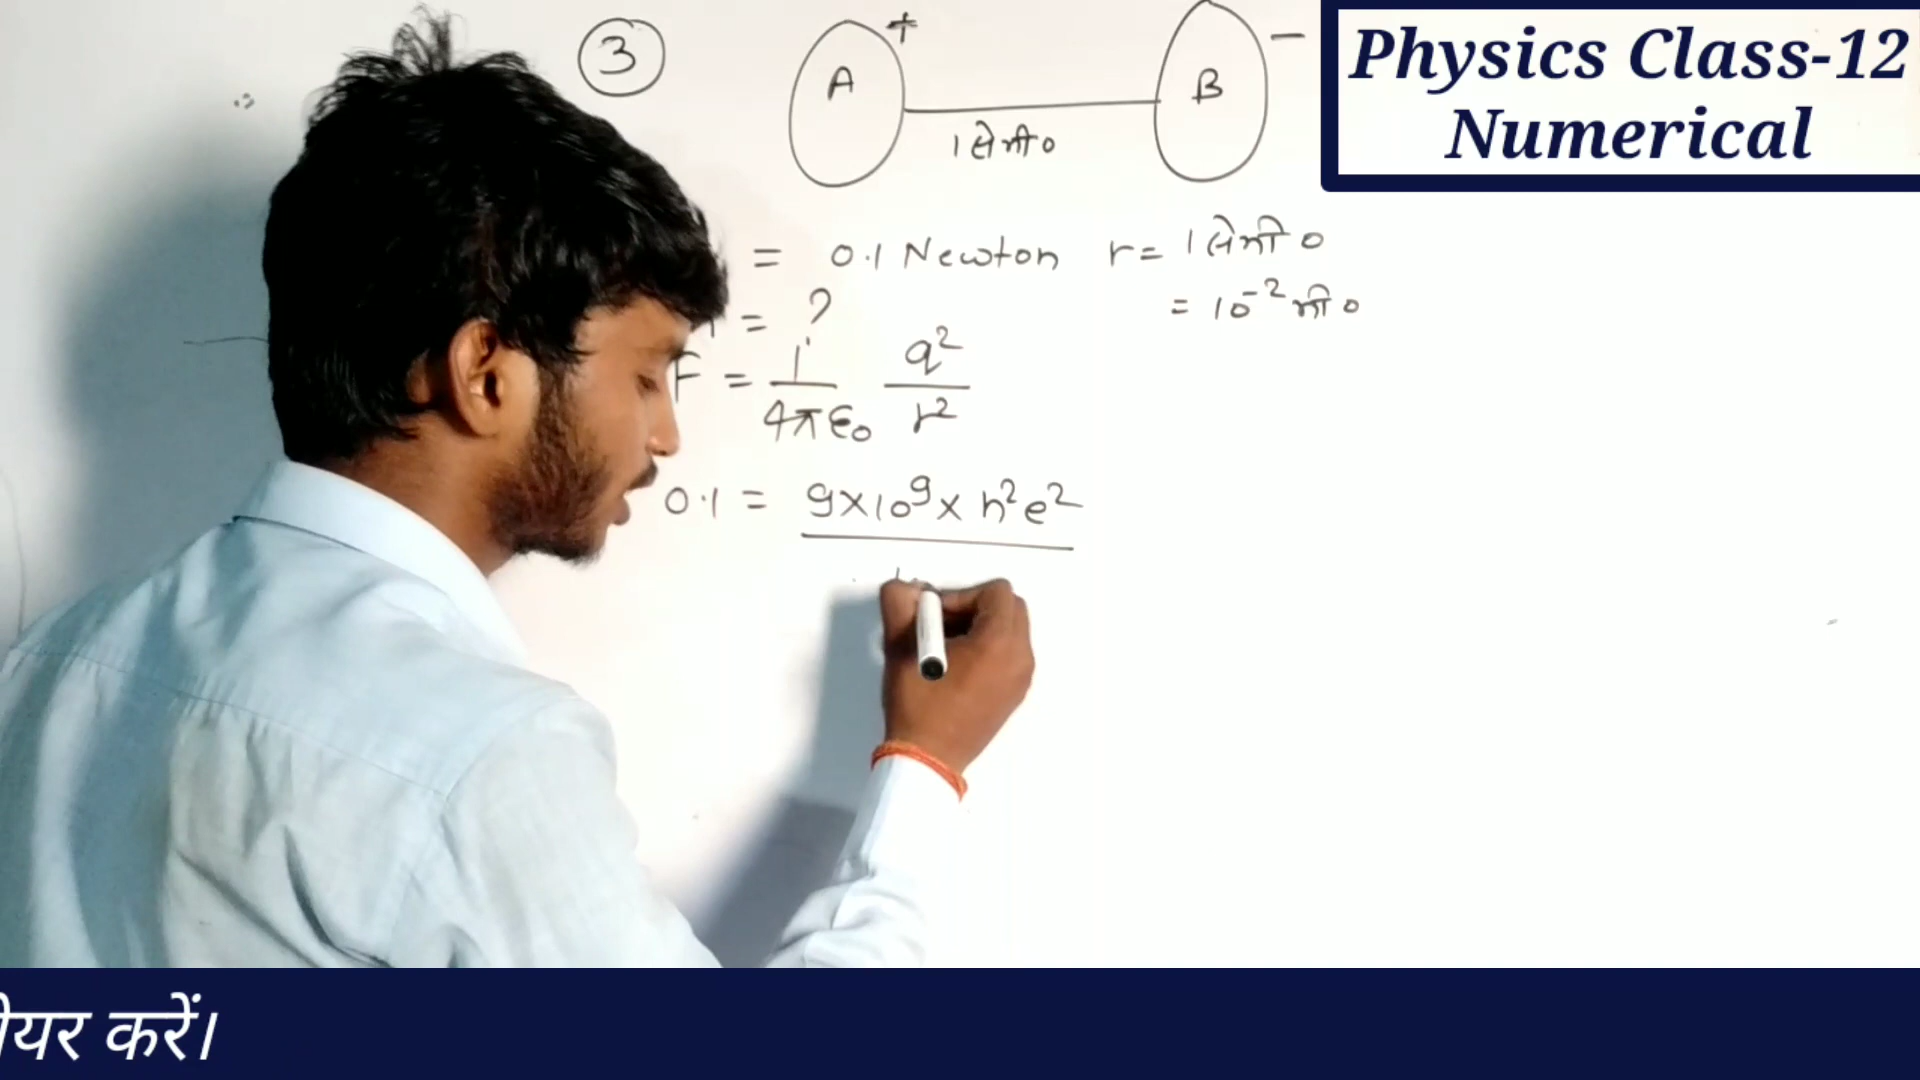 3
A + B −
1 सेमी०
Physics Class-12
Numerical
= 0.1 Newton r = 1 सेमी०
= ? = 10⁻² मी०
F = 1/4πε₀ q²/r²
0.1 = 9×10⁹× n²e²
करें।